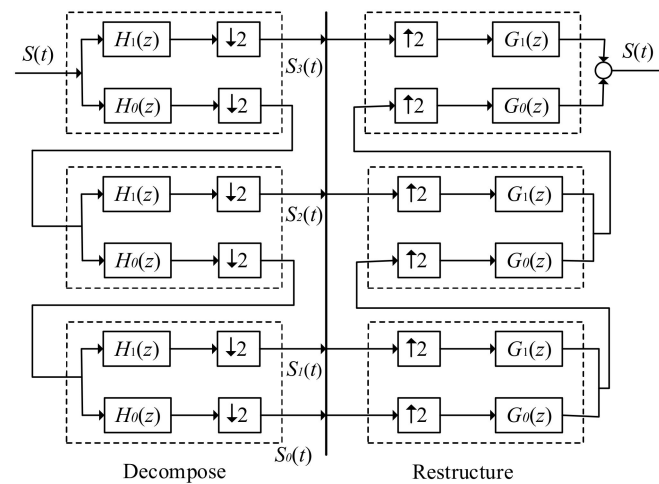 S(t) H₁(z) ↓2 ↑2 G₁(z) S(t)
S₃(t)
H₀(z) ↓2 ↑2 G₀(z)
H₁(z) ↓2 ↑2 G₁(z)
S₂(t)
H₀(z) ↓2 ↑2 G₀(z)
H₁(z) ↓2 ↑2 G₁(z)
S₁(t)
H₀(z) ↓2 ↑2 G₀(z)
S₀(t)
Decompose Restructure